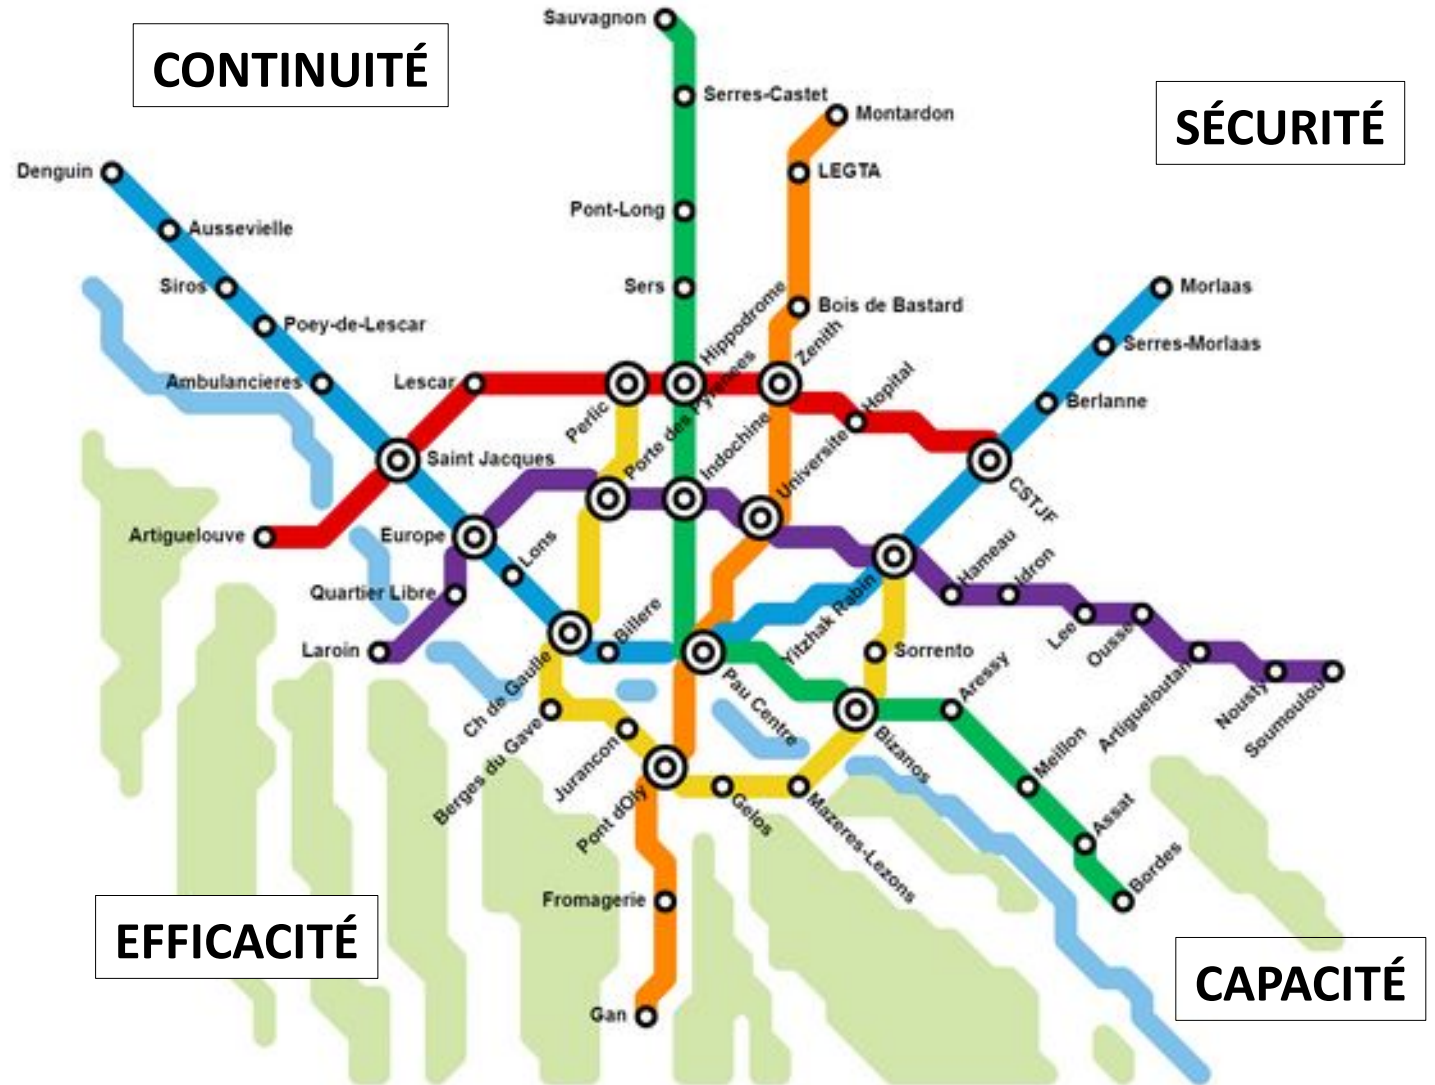 Sauvagnon
CONTINUITÉ
Serres-Castet
Montardon
SÉCURITÉ
Denguin
LEGTA
Pont-Long
Aussevielle
Siros
Sers
Hippodrome
Morlaas
Bois de Bastard
Poey-de-Lescar
Zenith
Serres-Morlaas
Ambulancieres
Lescar
Perlic
Porte des Pyrenees
Hopital
Berlanne
Saint Jacques
Indochine
Universite
CSTJF
Artiguelouve
Europe
Lons
Hameau
Idron
Quartier Libre
Billere
Yitzhak Rabin
Lee
Ousse
Laroin
Ch de Gaulle
Pau Centre
Sorrento
Aressy
Artigueloutan
Nousty
Soumoulou
Berges du Gave
Jurancon
Bizanos
Meillon
Pont dOly
Gelos
Mazeres-Lezons
Assat
Bordes
Fromagerie
EFFICACITÉ
CAPACITÉ
Gan